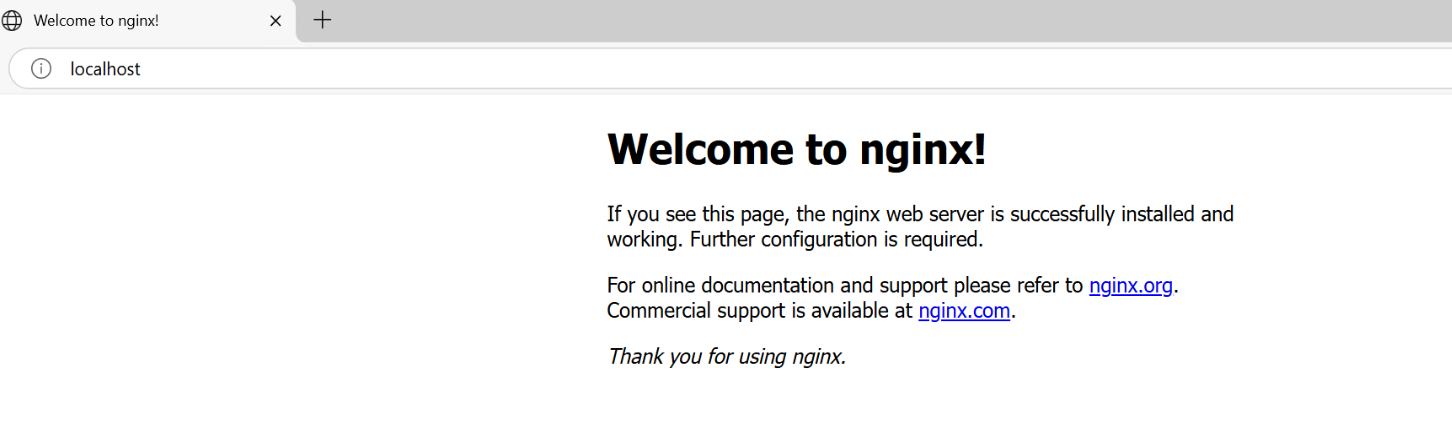 Welcome to nginx!
localhost
Welcome to nginx!
If you see this page, the nginx web server is successfully installed and
working. Further configuration is required.
For online documentation and support please refer to nginx.org.
Commercial support is available at nginx.com.
Thank you for using nginx.